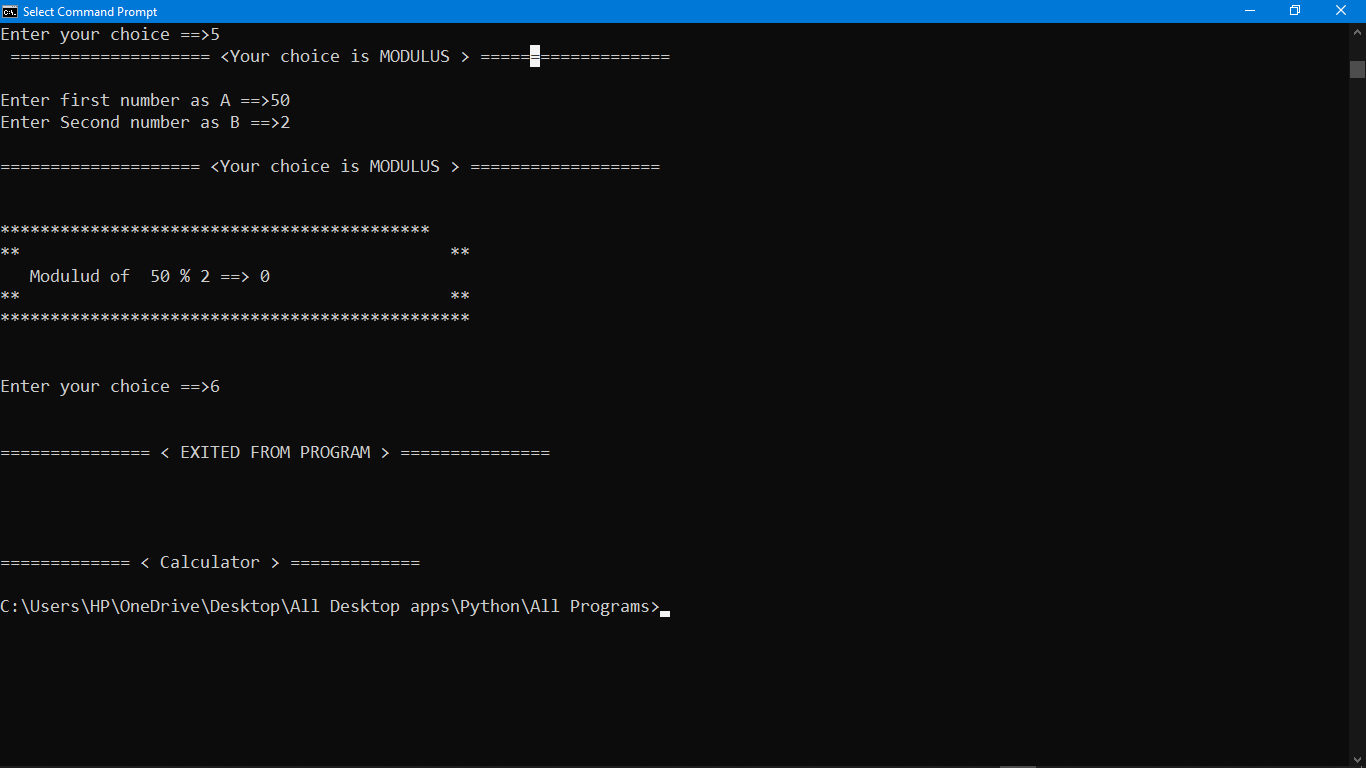 Select Command Prompt
Enter your choice ==>5
==================== <Your choice is MODULUS > ===================
Enter first number as A ==>50
Enter Second number as B ==>2
==================== <Your choice is MODULUS > ===================
*******************************************
** **
Modulud of 50 % 2 ==> 0
** **
***********************************************
Enter your choice ==>6
=============== < EXITED FROM PROGRAM > ===============
============= < Calculator > =============
C:\Users\HP\OneDrive\Desktop\All Desktop apps\Python\All Programs>